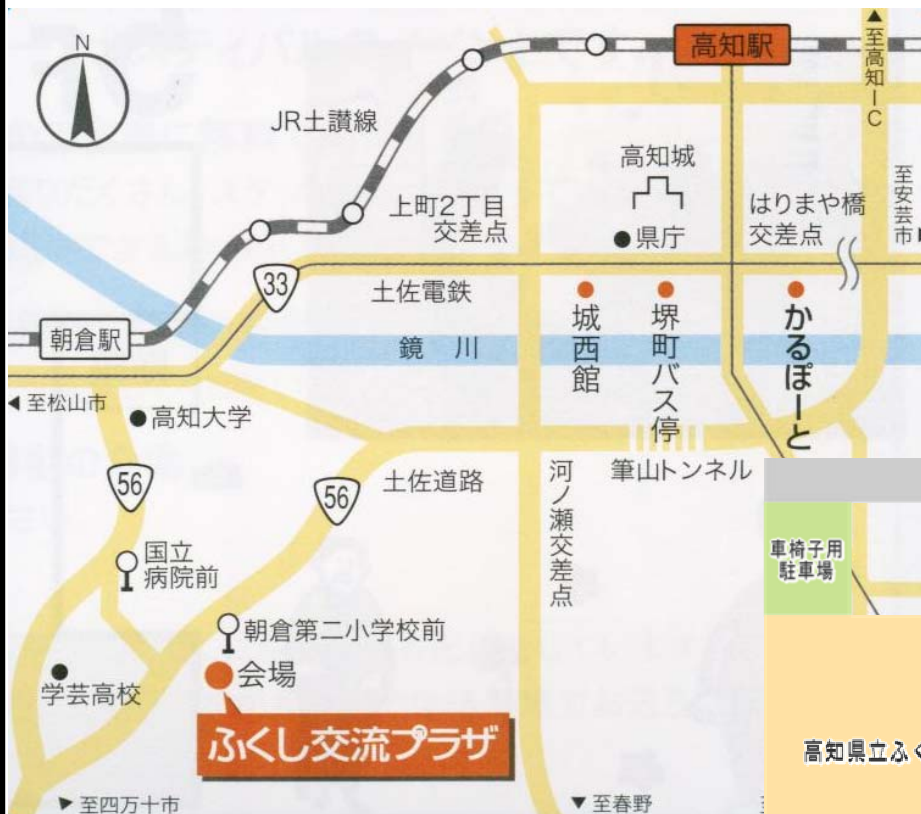 N
高知駅
▲至高知IC
JR土讃線
高知城
至安芸市
上町2丁目
交差点
県庁
はりまや橋
交差点
33
土佐電鉄
朝倉駅
鏡川
城西館
堺町バス停
かるぽーと
◀至松山市
高知大学
56
56
土佐道路
筆山トンネル
河ノ瀬交差点
国立
病院前
車椅子用
駐車場
朝倉第二小学校前
会場
学芸高校
ふくし交流プラザ
高知県立ふく
▶至四万十市
▼至春野